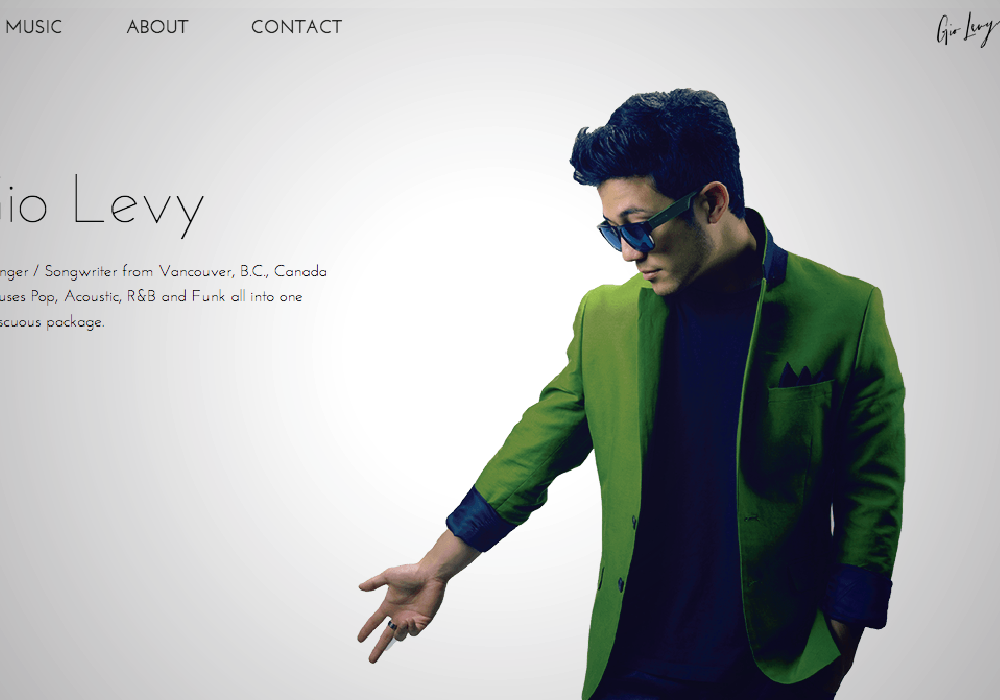 MUSIC ABOUT CONTACT
Gio Levy
io Levy
nger / Songwriter from Vancouver, B.C., Canada
uses Pop, Acoustic, R&B and Funk all into one
scuous package.